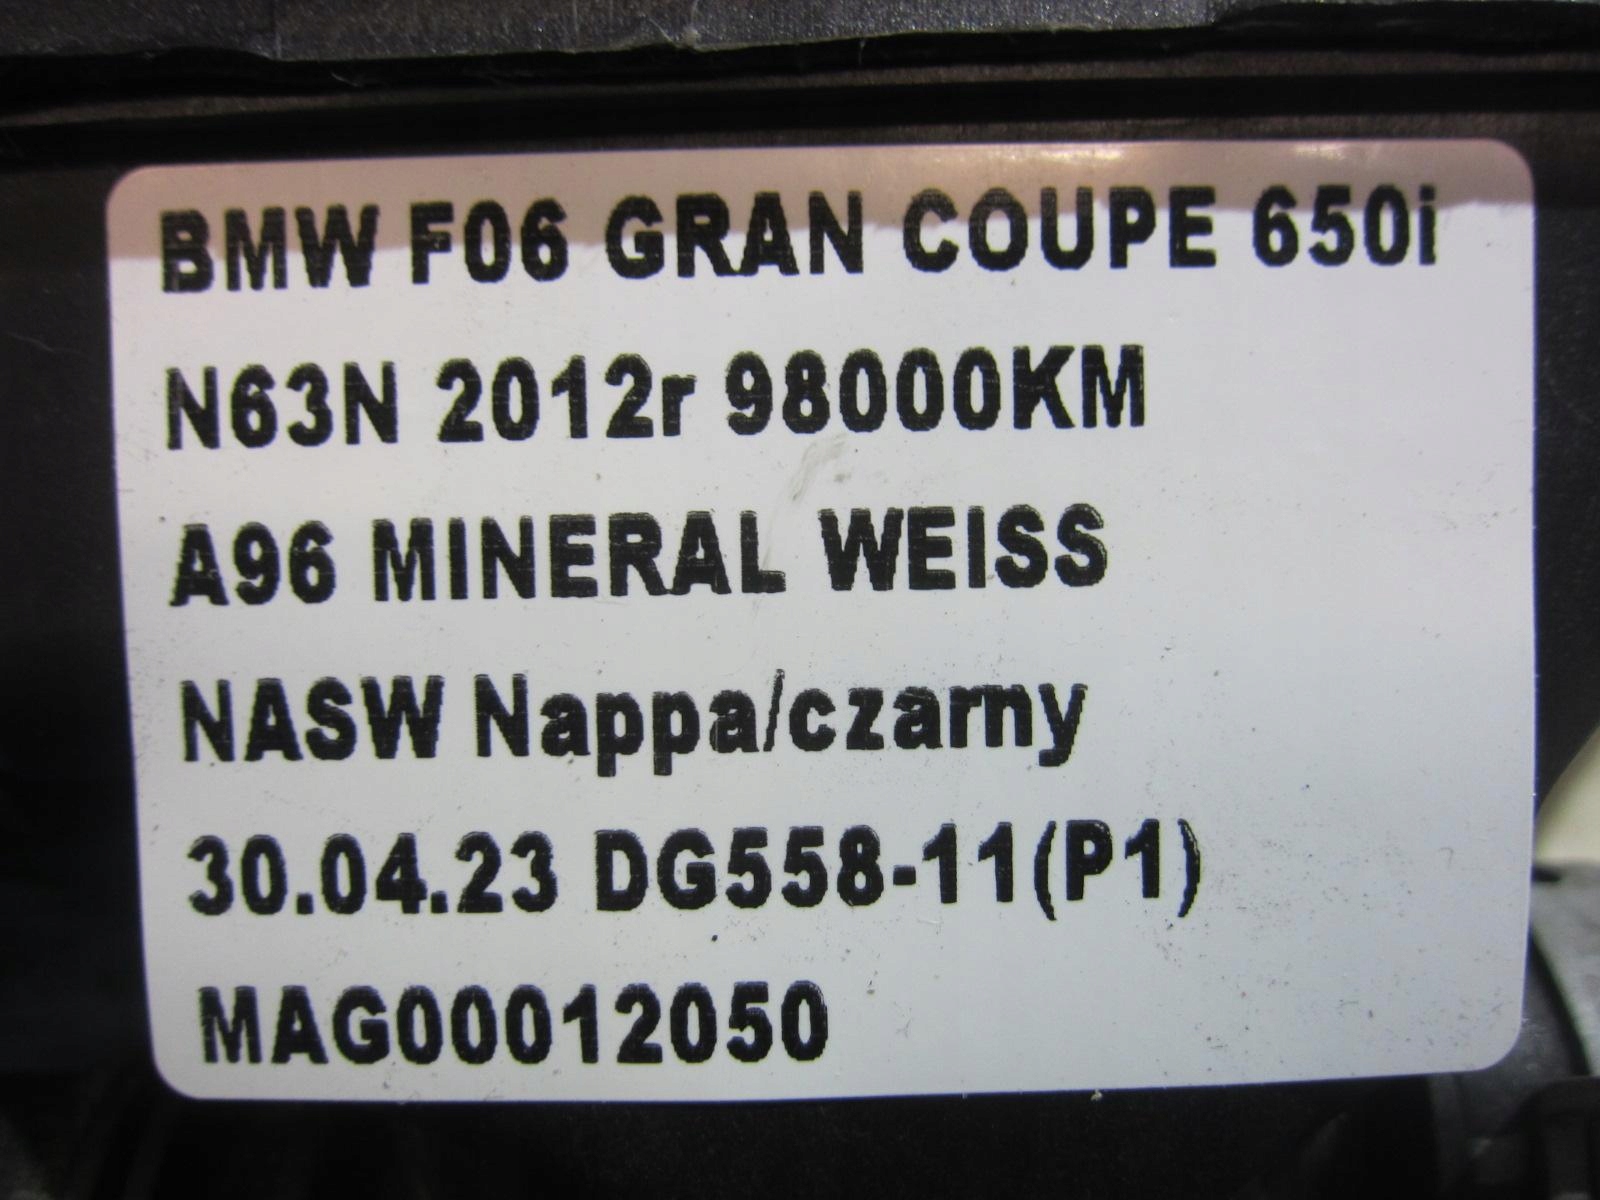 BMW F06 GRAN COUPE 650i
N63N 2012r 98000KM
A96 MINERAL WEISS
NASW Nappa/czarny
30.04.23 DG558-11(P1)
MAG00012050